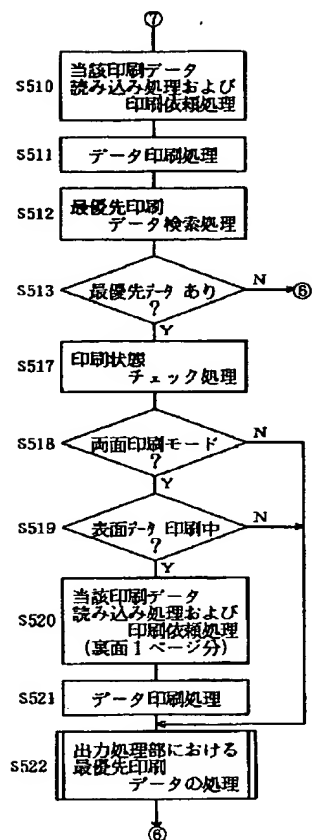 ⑦
S510
当該印刷データ
読み込み処理および
印刷依頼処理
S511
データ印刷処理
S512
最優先印刷
データ検索処理
S513
最優先データ あり
?
N
⑥
Y
S517
印刷状態
チェック処理
S518
両面印刷モード
?
N
Y
S519
表面データ 印刷中
?
N
Y
S520
当該印刷データ
読み込み処理および
印刷依頼処理
(裏面1ページ分)
S521
データ印刷処理
S522
出力処理部における
最優先印刷
データの処理
⑥